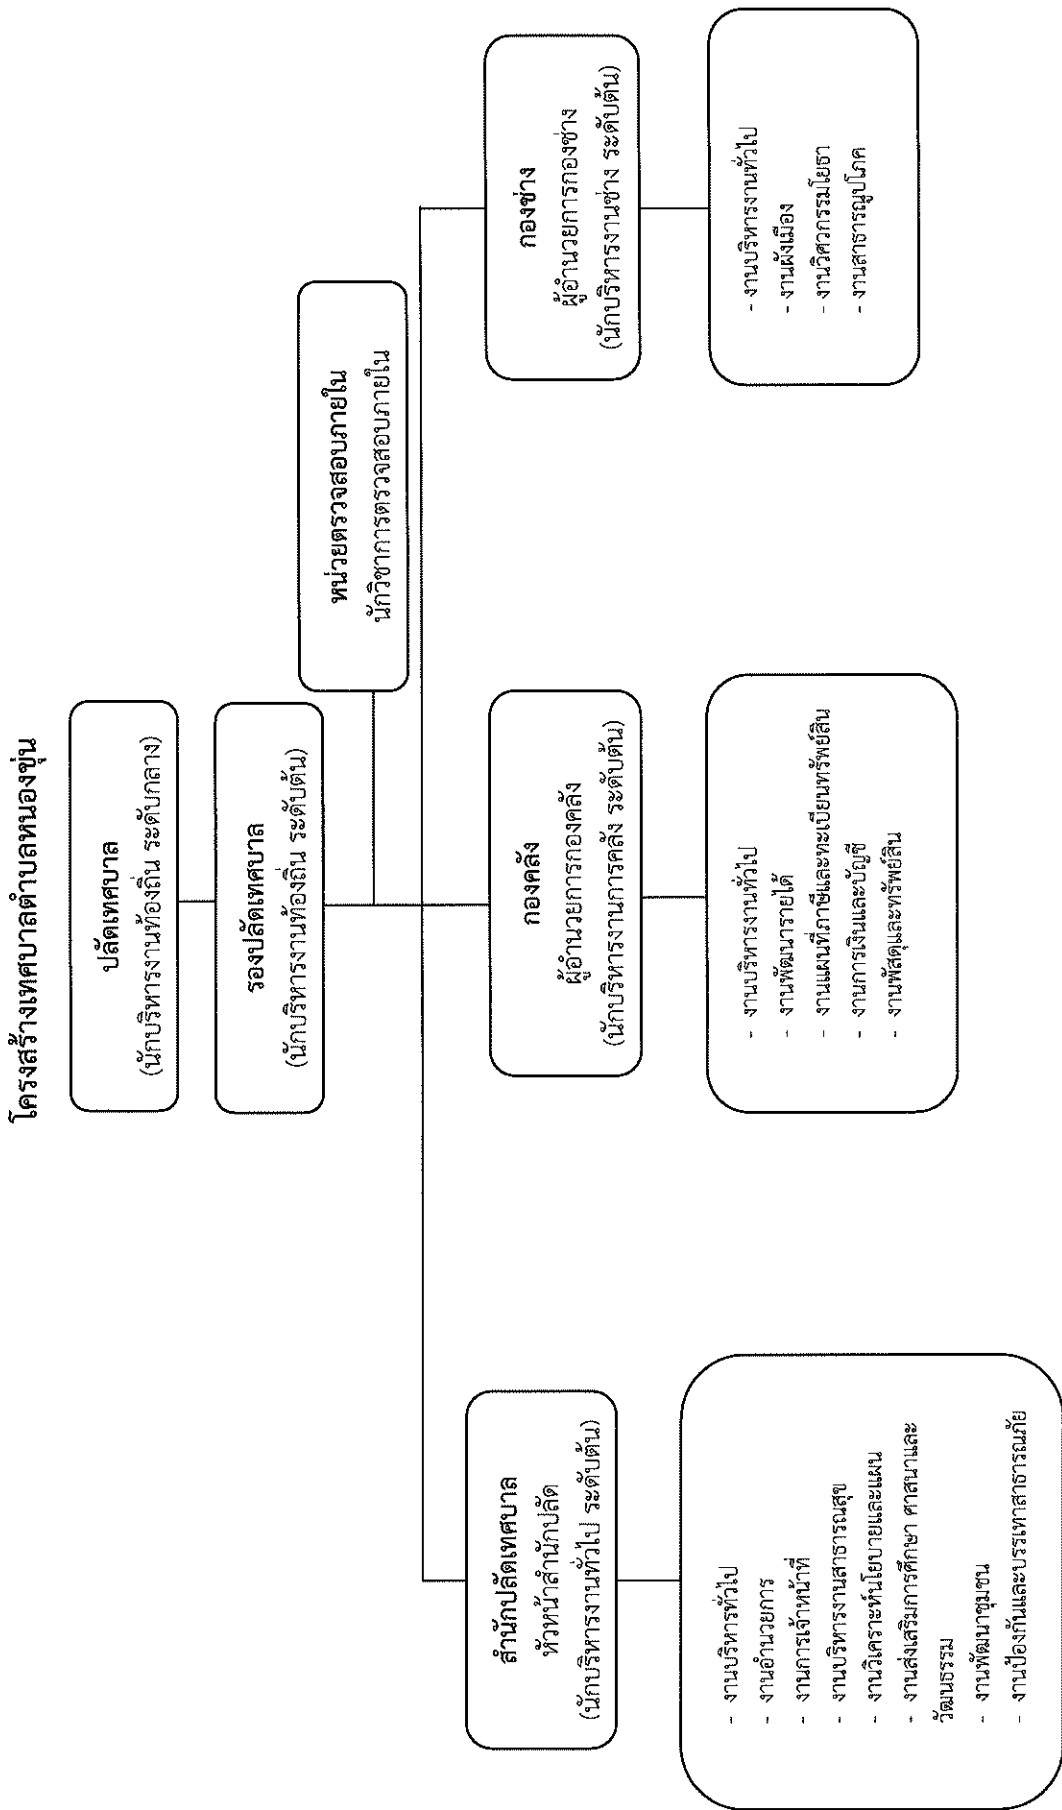 โครงสร้างเทศบาลตำบลหนองขุ่น
ปลัดเทศบาล
(นักบริหารงานท้องถิ่น ระดับกลาง)
รองปลัดเทศบาล
(นักบริหารงานท้องถิ่น ระดับต้น)
หน่วยตรวจสอบภายใน
นักวิชาการตรวจสอบภายใน
สำนักปลัดเทศบาล
หัวหน้าสำนักปลัด
(นักบริหารงานทั่วไป ระดับต้น)
- งานบริหารทั่วไป
- งานอำนวยการ
- งานการเจ้าหน้าที่
- งานบริหารงานสาธารณสุข
- งานวิเคราะห์นโยบายและแผน
- งานส่งเสริมการศึกษา ศาสนาและ
วัฒนธรรม
- งานพัฒนาชุมชน
- งานป้องกันและบรรเทาสาธารณภัย
กองคลัง
ผู้อำนวยการกองคลัง
(นักบริหารงานการคลัง ระดับต้น)
- งานบริหารงานทั่วไป
- งานพัฒนารายได้
- งานแผนที่ภาษีและทะเบียนทรัพย์สิน
- งานการเงินและบัญชี
- งานพัสดุและทรัพย์สิน
กองช่าง
ผู้อำนวยการกองช่าง
(นักบริหารงานช่าง ระดับต้น)
- งานบริหารงานทั่วไป
- งานผังเมือง
- งานวิศวกรรมโยธา
- งานสาธารณูปโภค